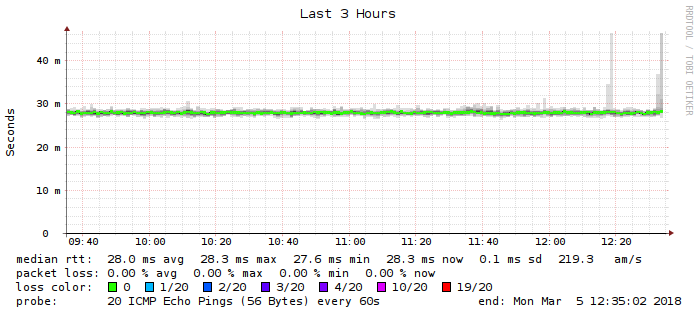 Last 3 Hours
RRDTOOL / TOBI OETIKER
Seconds
40 m
30 m
20 m
10 m
0
09:40 10:00 10:20 10:40 11:00 11:20 11:40 12:00 12:20
median rtt: 28.0 ms avg 28.3 ms max 27.6 ms min 28.3 ms now 0.1 ms sd 219.3 am/s
packet loss: 0.00 % avg 0.00 % max 0.00 % min 0.00 % now
loss color: 0 1/20 2/20 3/20 4/20 10/20 19/20
probe: 20 ICMP Echo Pings (56 Bytes) every 60s end: Mon Mar 5 12:35:02 2018